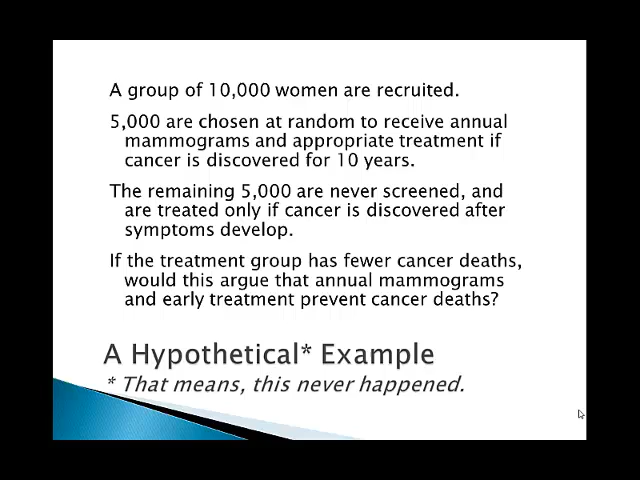 A group of 10,000 women are recruited.
5,000 are chosen at random to receive annual
mammograms and appropriate treatment if
cancer is discovered for 10 years.
The remaining 5,000 are never screened, and
are treated only if cancer is discovered after
symptoms develop.
If the treatment group has fewer cancer deaths,
would this argue that annual mammograms
and early treatment prevent cancer deaths?
A Hypothetical* Example
* That means, this never happened.